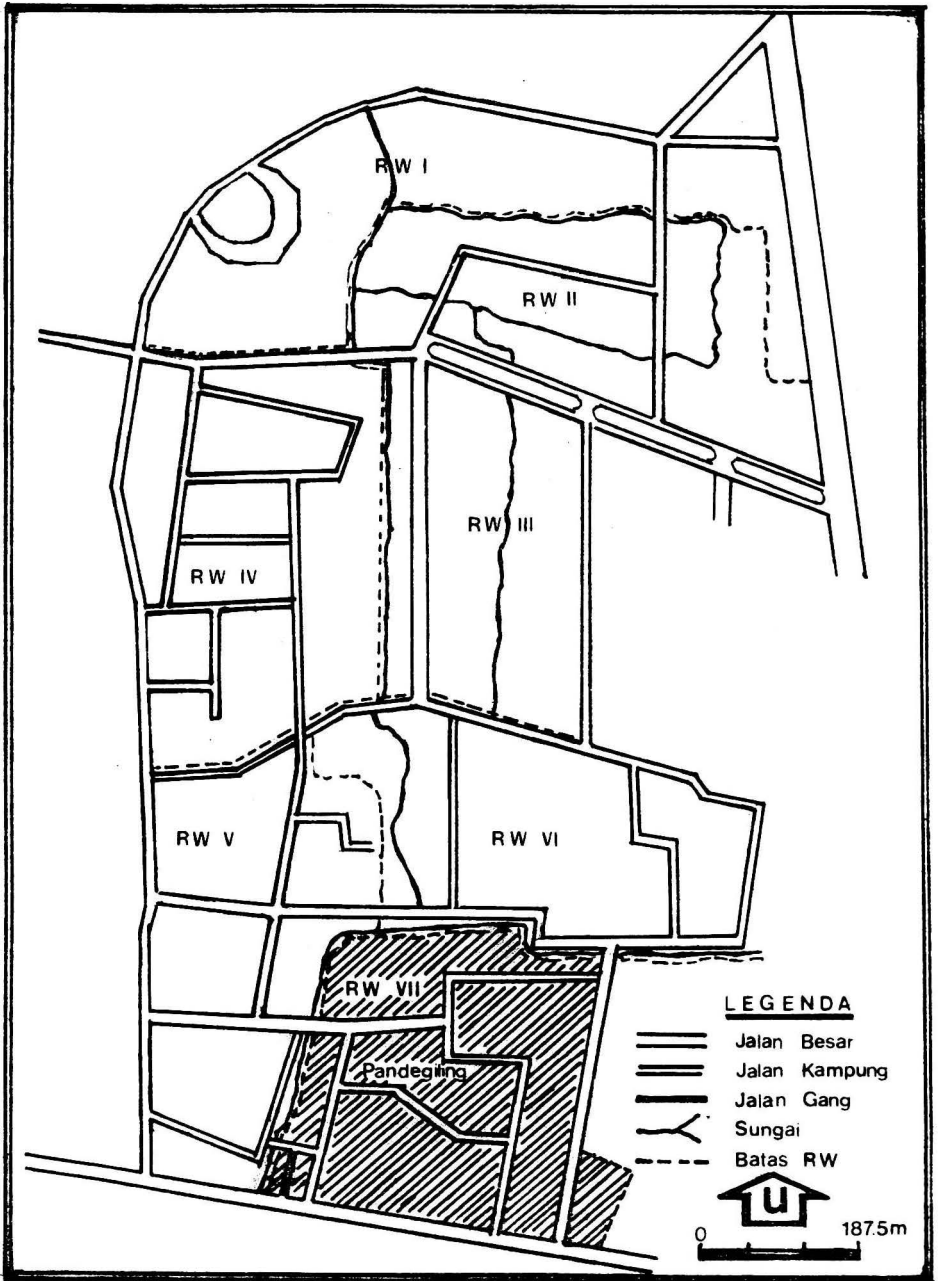 RW I
RW II
RW III
RW IV
RW V
RW VI
RW VII
Pandegiling
LEGENDA
Jalan Besar
Jalan Kampung
Jalan Gang
Sungai
Batas RW
U
0 187.5m